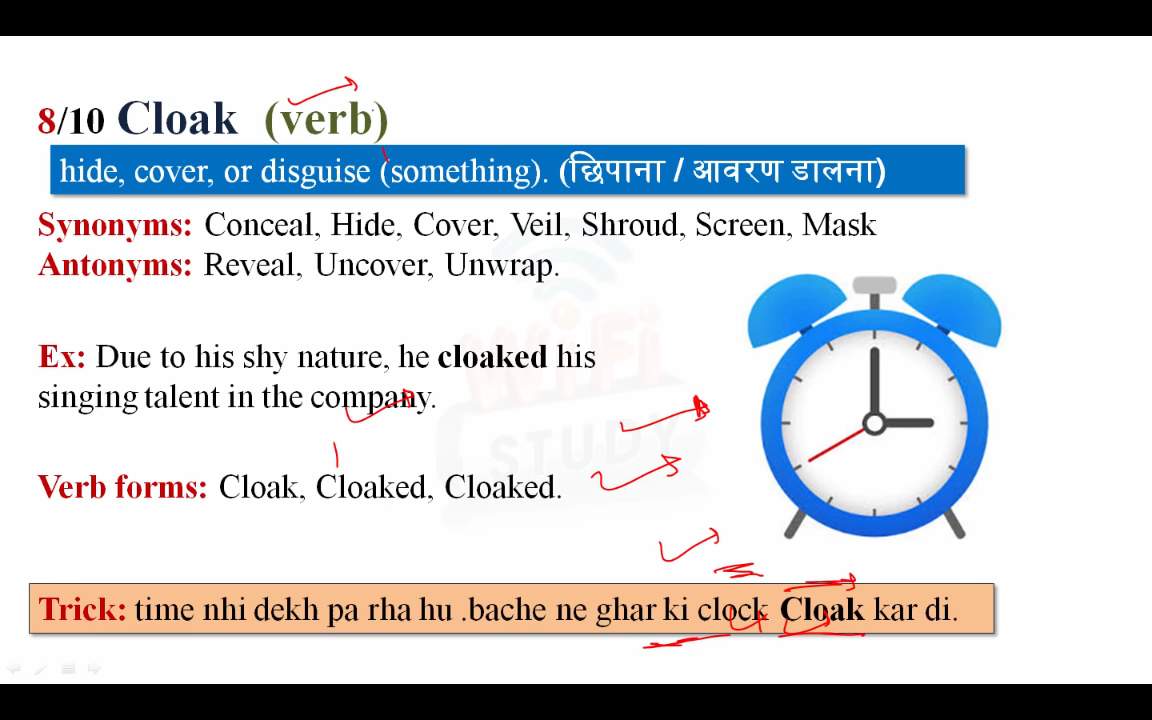 8/10 Cloak (verb)
hide, cover, or disguise (something). (छिपाना / आवरण डालना)
Synonyms: Conceal, Hide, Cover, Veil, Shroud, Screen, Mask
Antonyms: Reveal, Uncover, Unwrap.
WiFi
STUDY
Ex: Due to his shy nature, he cloaked his
singing talent in the company.
Verb forms: Cloak, Cloaked, Cloaked.
Trick: time nhi dekh pa rha hu .bache ne ghar ki clock Cloak kar di.